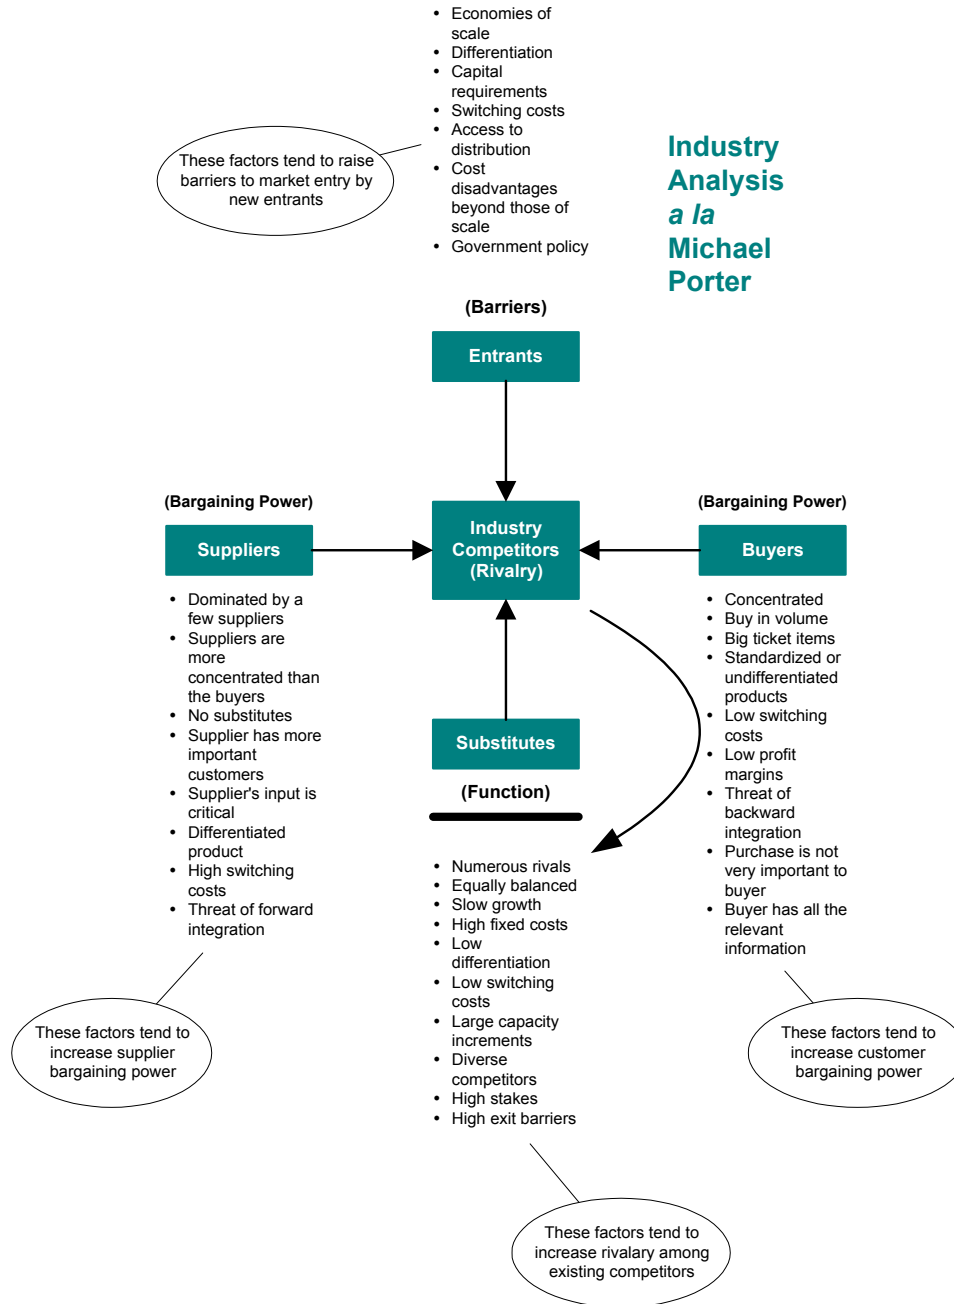 • Economies of
scale
• Differentiation
• Capital
requirements
• Switching costs
• Access to
distribution
• Cost
disadvantages
beyond those of
scale
• Government policy
These factors tend to raise
barriers to market entry by
new entrants
Industry
Analysis
a la
Michael
Porter
(Barriers)
Entrants
(Bargaining Power)
Suppliers
Industry
Competitors
(Rivalry)
(Bargaining Power)
Buyers
• Dominated by a
few suppliers
• Suppliers are
more
concentrated than
the buyers
• No substitutes
• Supplier has more
important
customers
• Supplier's input is
critical
• Differentiated
product
• High switching
costs
• Threat of forward
integration
Substitutes
(Function)
• Concentrated
• Buy in volume
• Big ticket items
• Standardized or
undifferentiated
products
• Low switching
costs
• Low profit
margins
• Threat of
backward
integration
• Purchase is not
very important to
buyer
• Buyer has all the
relevant
information
• Numerous rivals
• Equally balanced
• Slow growth
• High fixed costs
• Low
differentiation
• Low switching
costs
• Large capacity
increments
• Diverse
competitors
• High stakes
• High exit barriers
These factors tend to
increase supplier
bargaining power
These factors tend to
increase customer
bargaining power
These factors tend to
increase rivalary among
existing competitors